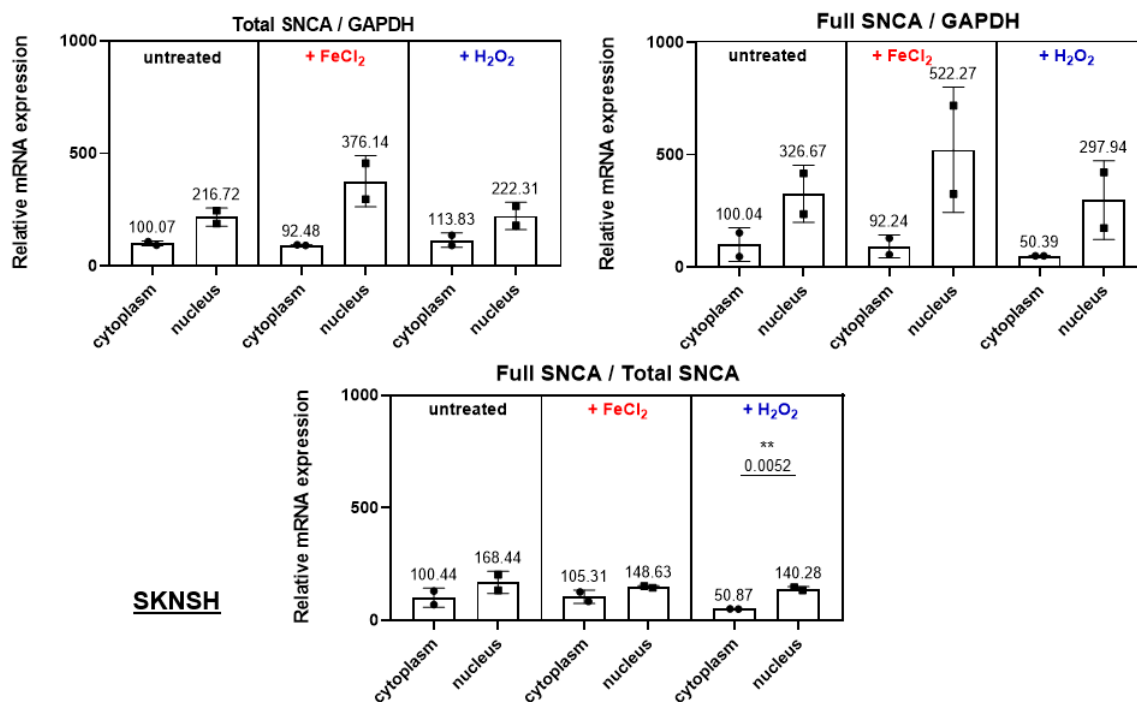 Total SNCA / GAPDH
Relative mRNA expression
1000
500
0
untreated
+ FeCl₂
+ H₂O₂
100.07
216.72
92.48
376.14
113.83
222.31
cytoplasm
nucleus
cytoplasm
nucleus
cytoplasm
nucleus
Full SNCA / GAPDH
Relative mRNA expression
1000
500
0
untreated
+ FeCl₂
+ H₂O₂
100.04
326.67
92.24
522.27
50.39
297.94
cytoplasm
nucleus
cytoplasm
nucleus
cytoplasm
nucleus
Full SNCA / Total SNCA
Relative mRNA expression
1000
500
0
untreated
+ FeCl₂
+ H₂O₂
**
0.0052
100.44
168.44
105.31
148.63
50.87
140.28
cytoplasm
nucleus
cytoplasm
nucleus
cytoplasm
nucleus
SKNSH